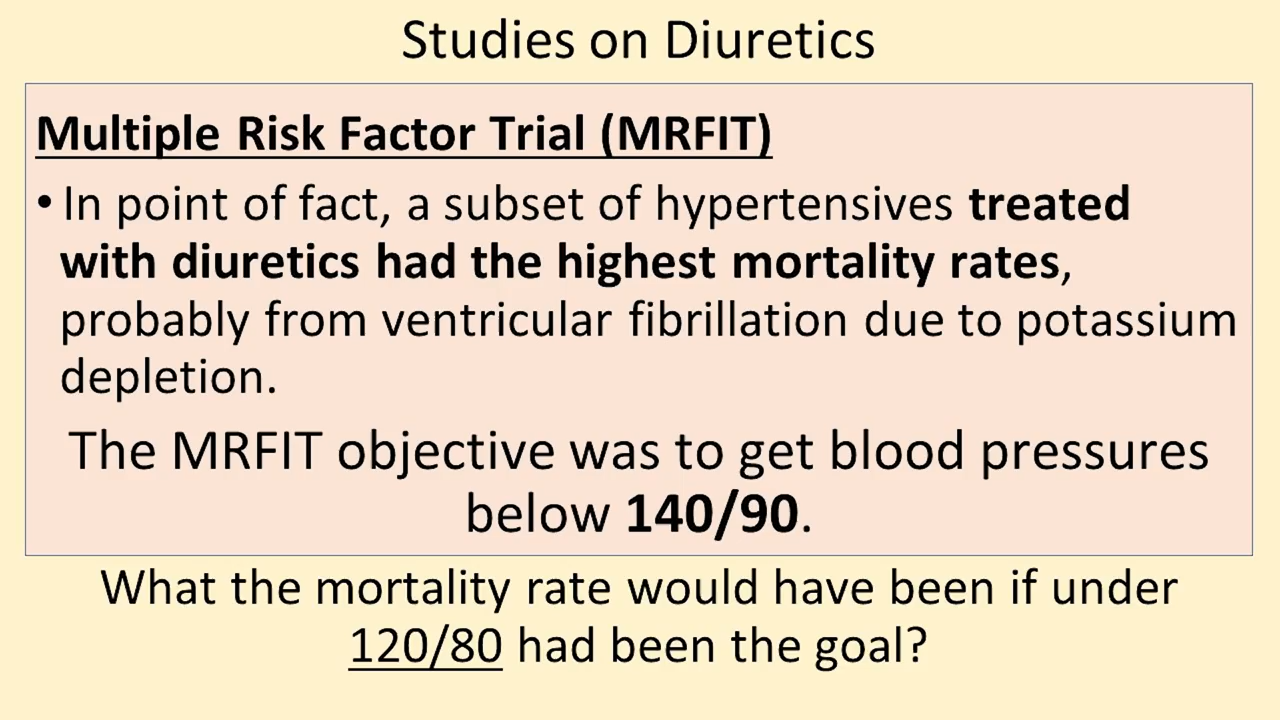 Studies on Diuretics
Multiple Risk Factor Trial (MRFIT)
• In point of fact, a subset of hypertensives treated
with diuretics had the highest mortality rates,
probably from ventricular fibrillation due to potassium
depletion.
The MRFIT objective was to get blood pressures
below 140/90.
What the mortality rate would have been if under
120/80 had been the goal?